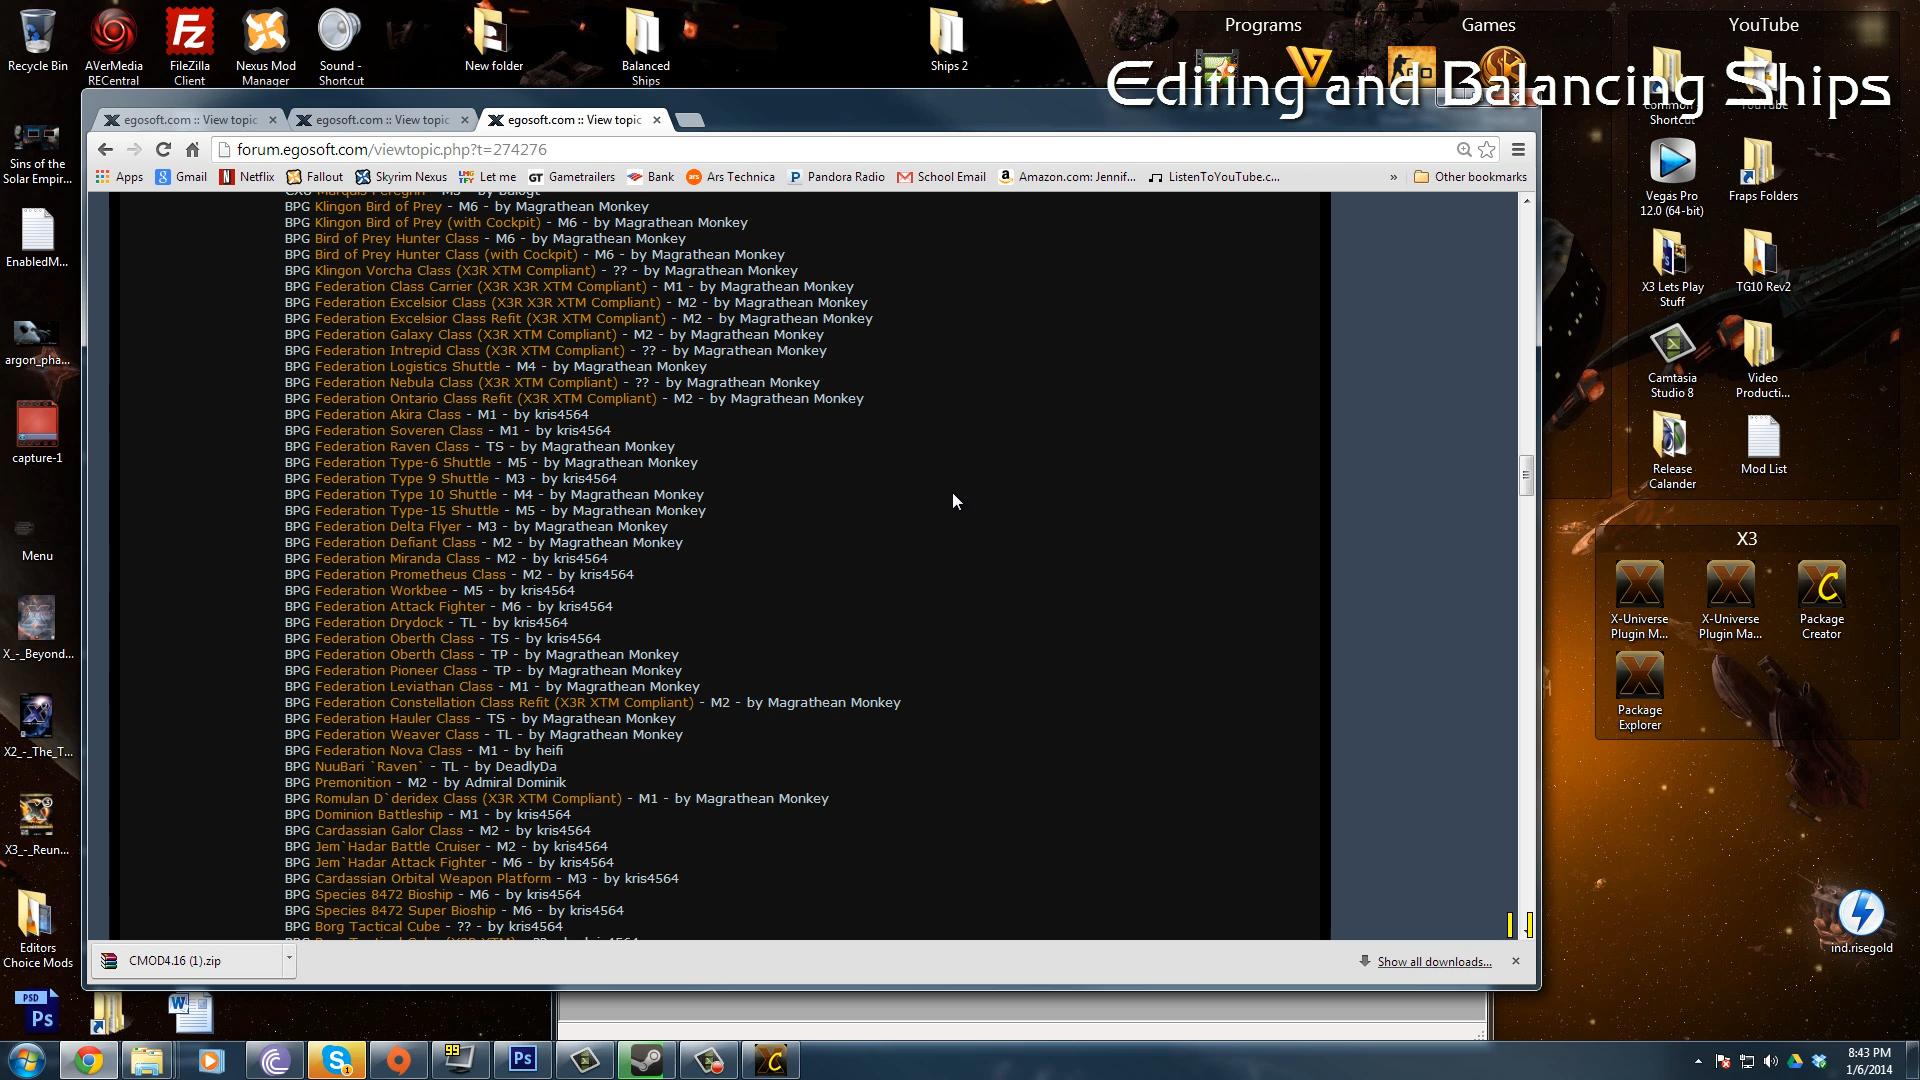 Editing and Balancing Ships
Recycle Bin
AVerMedia RECentral
FileZilla Client
Nexus Mod Manager
Sound - Shortcut
New folder
Balanced Ships
Ships 2
Programs
Games
YouTube
Sins of the Solar Empir...
EnabledM...
argon_pha...
capture-1
Menu
X_-_Beyond...
X2_-_The_T...
X3_-_Reun...
Editors Choice Mods
egosoft.com :: View topic
egosoft.com :: View topic
egosoft.com :: View topic
forum.egosoft.com/viewtopic.php?t=274276
Apps
Gmail
Netflix
Fallout
Skyrim Nexus
Let me
Gametrailers
Bank
Ars Technica
Pandora Radio
School Email
Amazon.com: Jennif...
ListenToYouTube.c...
»
Other bookmarks
BPG Klingon Bird of Prey - M6 - by Magrathean Monkey
BPG Klingon Bird of Prey (with Cockpit) - M6 - by Magrathean Monkey
BPG Bird of Prey Hunter Class - M6 - by Magrathean Monkey
BPG Bird of Prey Hunter Class (with Cockpit) - M6 - by Magrathean Monkey
BPG Klingon Vorcha Class (X3R XTM Compliant) - ?? - by Magrathean Monkey
BPG Federation Class Carrier (X3R X3R XTM Compliant) - M1 - by Magrathean Monkey
BPG Federation Excelsior Class (X3R X3R XTM Compliant) - M2 - by Magrathean Monkey
BPG Federation Excelsior Class Refit (X3R XTM Compliant) - M2 - by Magrathean Monkey
BPG Federation Galaxy Class (X3R XTM Compliant) - M2 - by Magrathean Monkey
BPG Federation Intrepid Class (X3R XTM Compliant) - ?? - by Magrathean Monkey
BPG Federation Logistics Shuttle - M4 - by Magrathean Monkey
BPG Federation Nebula Class (X3R XTM Compliant) - ?? - by Magrathean Monkey
BPG Federation Ontario Class Refit (X3R XTM Compliant) - M2 - by Magrathean Monkey
BPG Federation Akira Class - M1 - by kris4564
BPG Federation Soveren Class - M1 - by kris4564
BPG Federation Raven Class - TS - by Magrathean Monkey
BPG Federation Type-6 Shuttle - M5 - by Magrathean Monkey
BPG Federation Type 9 Shuttle - M3 - by kris4564
BPG Federation Type 10 Shuttle - M4 - by Magrathean Monkey
BPG Federation Type-15 Shuttle - M5 - by Magrathean Monkey
BPG Federation Delta Flyer - M3 - by Magrathean Monkey
BPG Federation Defiant Class - M2 - by Magrathean Monkey
BPG Federation Miranda Class - M2 - by kris4564
BPG Federation Prometheus Class - M2 - by kris4564
BPG Federation Workbee - M5 - by kris4564
BPG Federation Attack Fighter - M6 - by kris4564
BPG Federation Drydock - TL - by kris4564
BPG Federation Oberth Class - TS - by kris4564
BPG Federation Oberth Class - TP - by Magrathean Monkey
BPG Federation Pioneer Class - TP - by Magrathean Monkey
BPG Federation Leviathan Class - M1 - by Magrathean Monkey
BPG Federation Constellation Class Refit (X3R XTM Compliant) - M2 - by Magrathean Monkey
BPG Federation Hauler Class - TS - by Magrathean Monkey
BPG Federation Weaver Class - TL - by Magrathean Monkey
BPG Federation Nova Class - M1 - by heifi
BPG NuuBari `Raven` - TL - by DeadlyDa
BPG Premonition - M2 - by Admiral Dominik
BPG Romulan D`deridex Class (X3R XTM Compliant) - M1 - by Magrathean Monkey
BPG Dominion Battleship - M1 - by kris4564
BPG Cardassian Galor Class - M2 - by kris4564
BPG Jem`Hadar Battle Cruiser - M2 - by kris4564
BPG Jem`Hadar Attack Fighter - M6 - by kris4564
BPG Cardassian Orbital Weapon Platform - M3 - by kris4564
BPG Species 8472 Bioship - M6 - by kris4564
BPG Species 8472 Super Bioship - M6 - by kris4564
BPG Borg Tactical Cube - ?? - by kris4564
CMOD4.16 (1).zip
Show all downloads...
Common Shortcut
Vegas Pro 12.0 (64-bit)
Fraps Folders
X3 Lets Play Stuff
TG10 Rev2
Camtasia Studio 8
Video Producti...
Release Calander
Mod List
X3
X-Universe Plugin M...
X-Universe Plugin Ma...
Package Creator
Package Explorer
ind.risegold
PSD
Ps
99
Ps
8:43 PM
1/6/2014